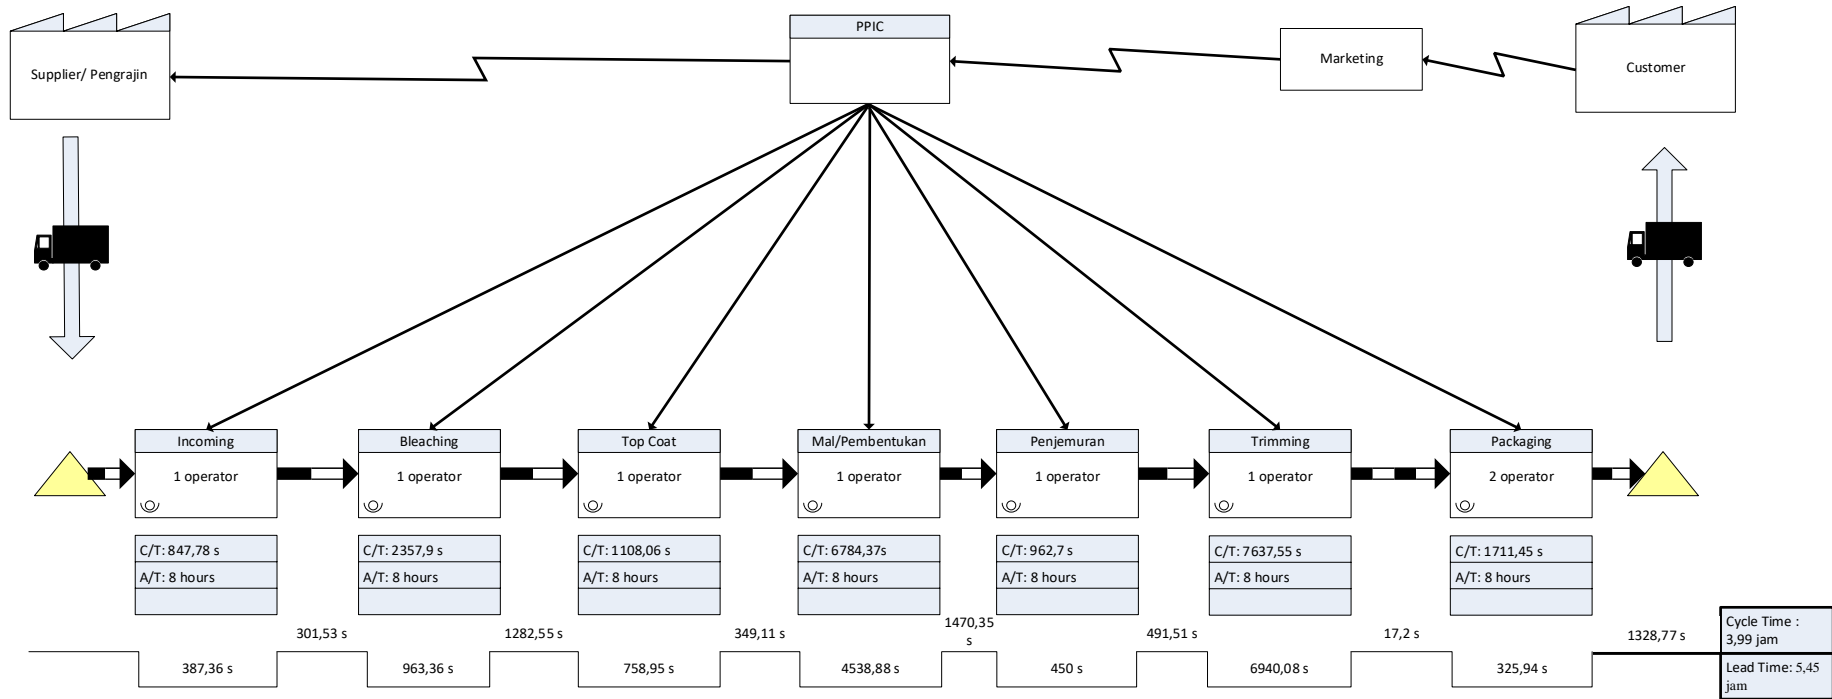 PPIC
Supplier/ Pengrajin
Marketing
Customer
Incoming
1 operator
C/T: 847,78 s
A/T: 8 hours
Bleaching
1 operator
C/T: 2357,9 s
A/T: 8 hours
Top Coat
1 operator
C/T: 1108,06 s
A/T: 8 hours
Mal/Pembentukan
1 operator
C/T: 6784,37s
A/T: 8 hours
Penjemuran
1 operator
C/T: 962,7 s
A/T: 8 hours
Trimming
1 operator
C/T: 7637,55 s
A/T: 8 hours
Packaging
2 operator
C/T: 1711,45 s
A/T: 8 hours
387,36 s
301,53 s
963,36 s
1282,55 s
758,95 s
349,11 s
4538,88 s
1470,35
s
450 s
491,51 s
6940,08 s
17,2 s
325,94 s
1328,77 s
Cycle Time :
3,99 jam
Lead Time: 5,45
jam